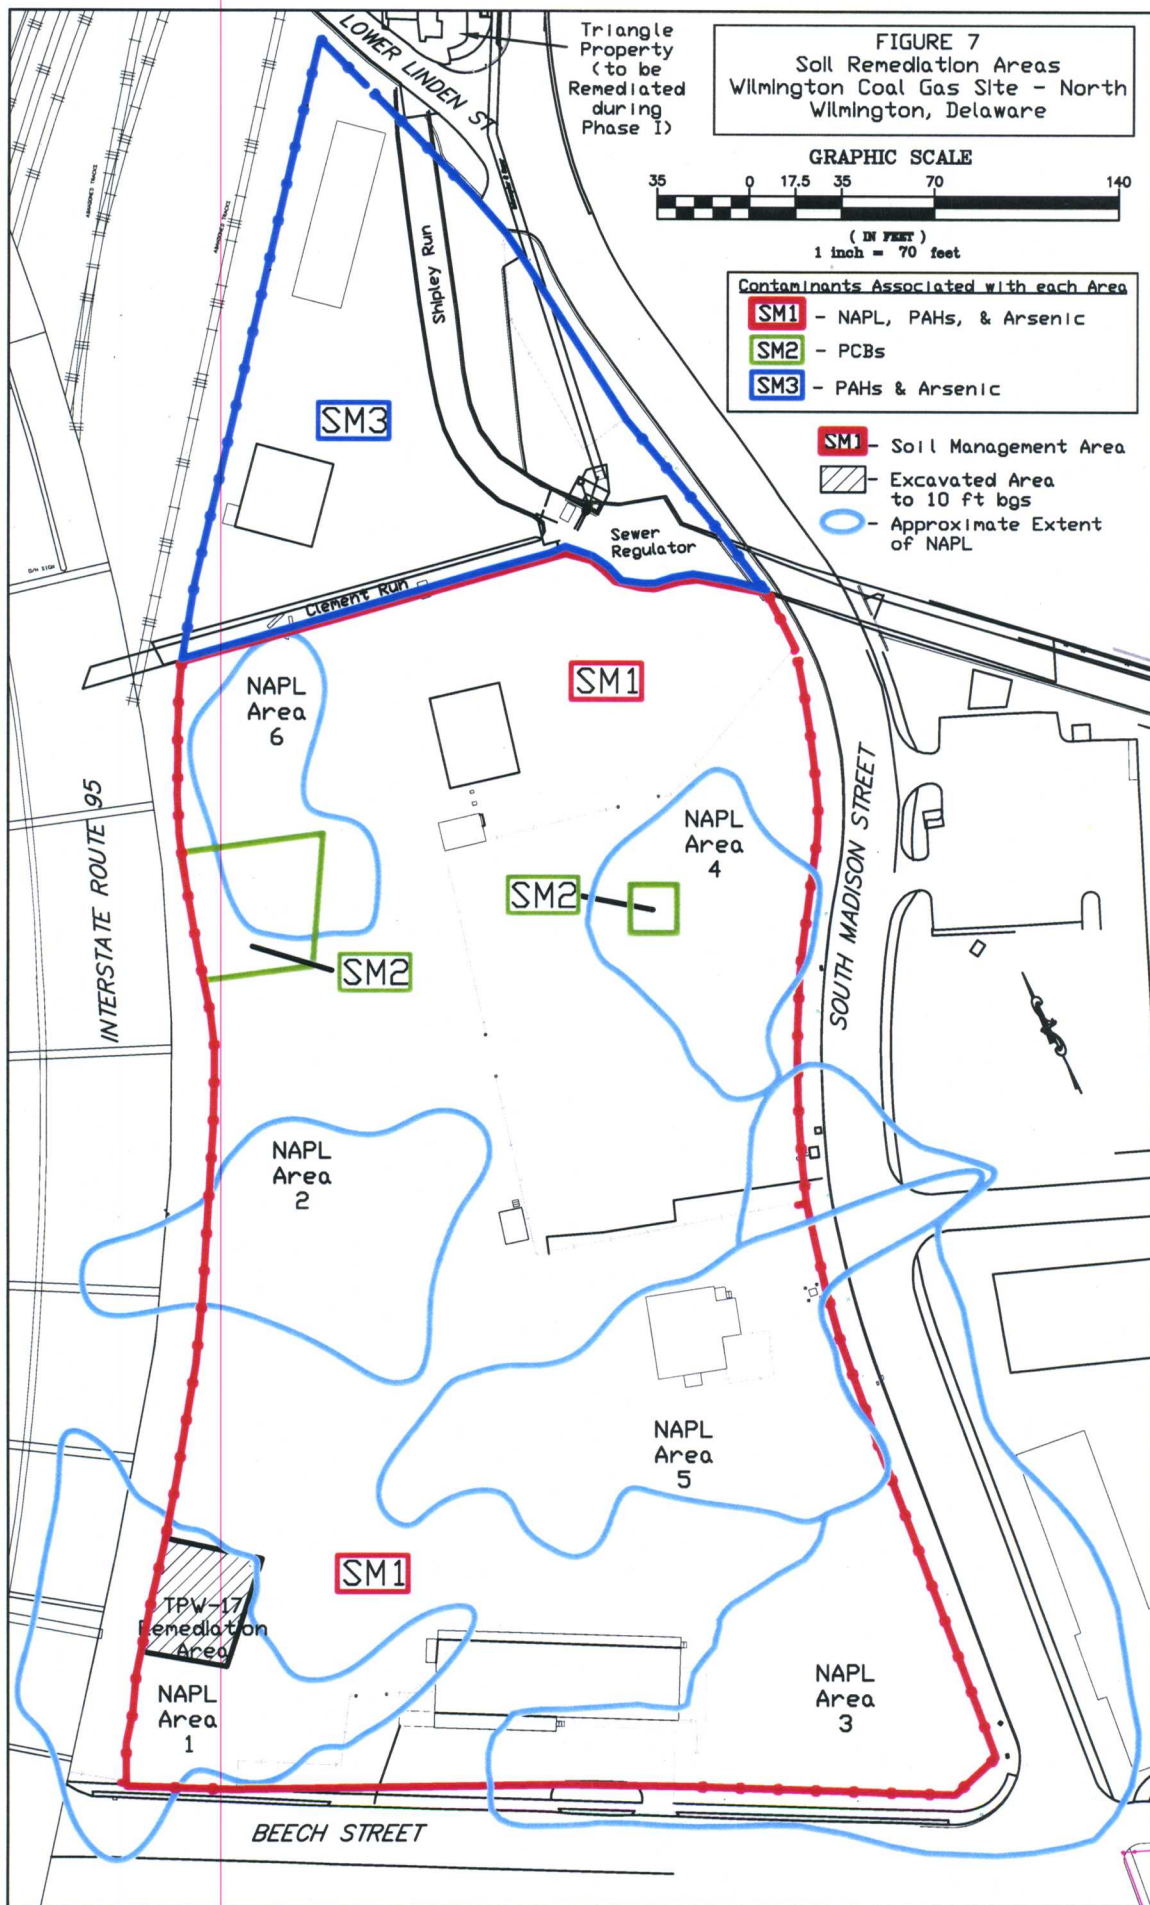 LOWER LINDEN ST
Triangle
Property
(to be
Remediated
during
Phase I)
FIGURE 7
Soil Remediation Areas
Wilmington Coal Gas Site - North
Wilmington, Delaware
GRAPHIC SCALE
35 0 17.5 35 70 140
( IN FEET )
1 inch = 70 feet
Contaminants Associated with each Area
SM1 - NAPL, PAHs, & Arsenic
SM2 - PCBs
SM3 - PAHs & Arsenic
SM1 - Soil Management Area
- Excavated Area
to 10 ft bgs
- Approximate Extent
of NAPL
ABANDONED TRACKS
ABANDONED TRACKS
Shipley Run
SM3
Sewer
Regulator
O/H SIGN
Clement Run
NAPL
Area
6
SM1
INTERSTATE ROUTE 95
SOUTH MADISON STREET
NAPL
Area
4
SM2
SM2
NAPL
Area
2
NAPL
Area
5
SM1
TPW-17
Remediation
Area
NAPL
Area
1
NAPL
Area
3
BEECH STREET